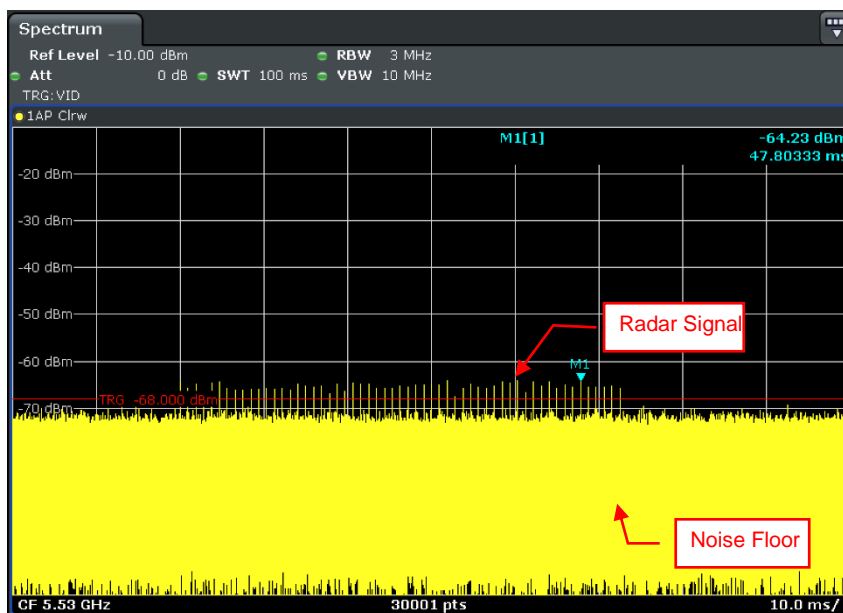 Spectrum
Ref Level -10.00 dBm RBW 3 MHz
Att 0 dB SWT 100 ms VBW 10 MHz
TRG:VID
1AP Clrw
M1[1] -64.23 dBm
47.80333 ms
-20 dBm
-30 dBm
-40 dBm
-50 dBm
Radar Signal
-60 dBm
M1
TRG -68.000 dBm
-70 dBm
Noise Floor
CF 5.53 GHz 30001 pts 10.0 ms/